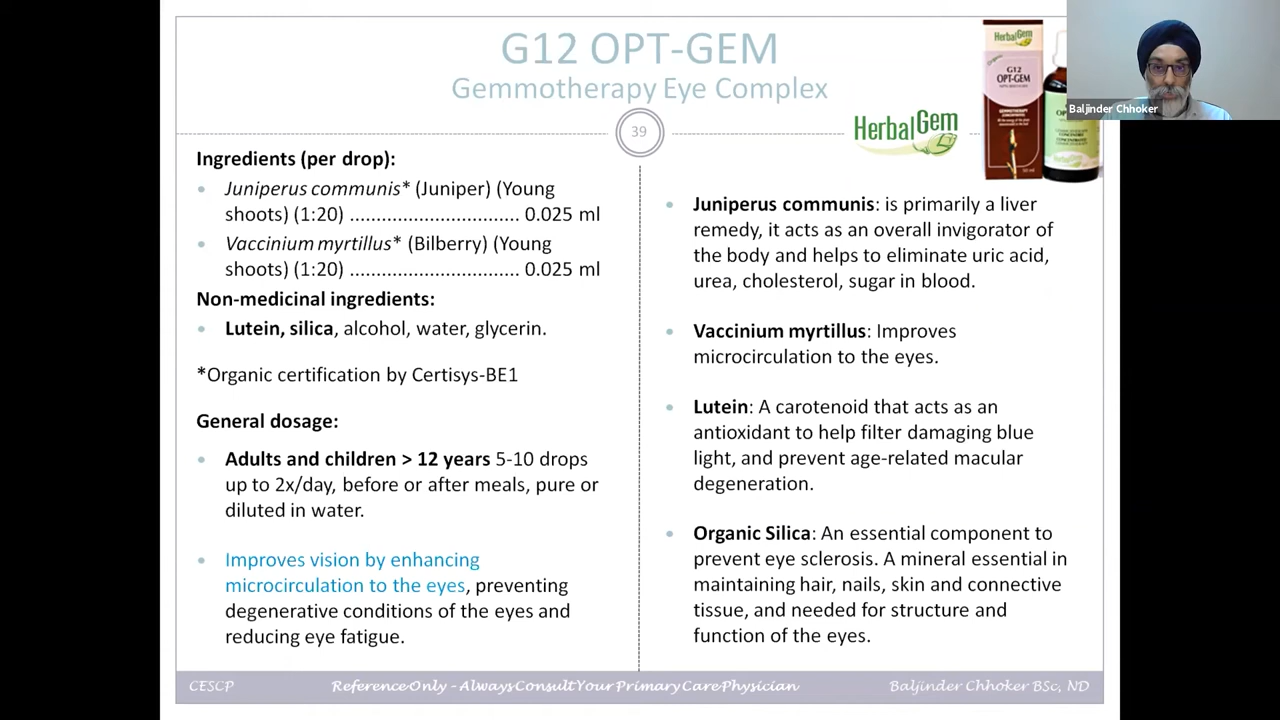 G12 OPT-GEM
Gemmotherapy Eye Complex
39
HerbalGem
HerbalGem
Organic
G12
OPT-GEM
Baljinder Chhoker
Ingredients (per drop):
• Juniperus communis* (Juniper) (Young
shoots) (1:20) ................................ 0.025 ml
• Vaccinium myrtillus* (Bilberry) (Young
shoots) (1:20) ................................ 0.025 ml
Non-medicinal ingredients:
• Lutein, silica, alcohol, water, glycerin.
*Organic certification by Certisys-BE1
General dosage:
• Adults and children > 12 years 5-10 drops
up to 2x/day, before or after meals, pure or
diluted in water.
• Improves vision by enhancing
microcirculation to the eyes, preventing
degenerative conditions of the eyes and
reducing eye fatigue.
• Juniperus communis: is primarily a liver
remedy, it acts as an overall invigorator of
the body and helps to eliminate uric acid,
urea, cholesterol, sugar in blood.
• Vaccinium myrtillus: Improves
microcirculation to the eyes.
• Lutein: A carotenoid that acts as an
antioxidant to help filter damaging blue
light, and prevent age-related macular
degeneration.
• Organic Silica: An essential component to
prevent eye sclerosis. A mineral essential in
maintaining hair, nails, skin and connective
tissue, and needed for structure and
function of the eyes.
CESCP
Reference Only - Always Consult Your Primary Care Physician
Baljinder Chhoker BSc, ND